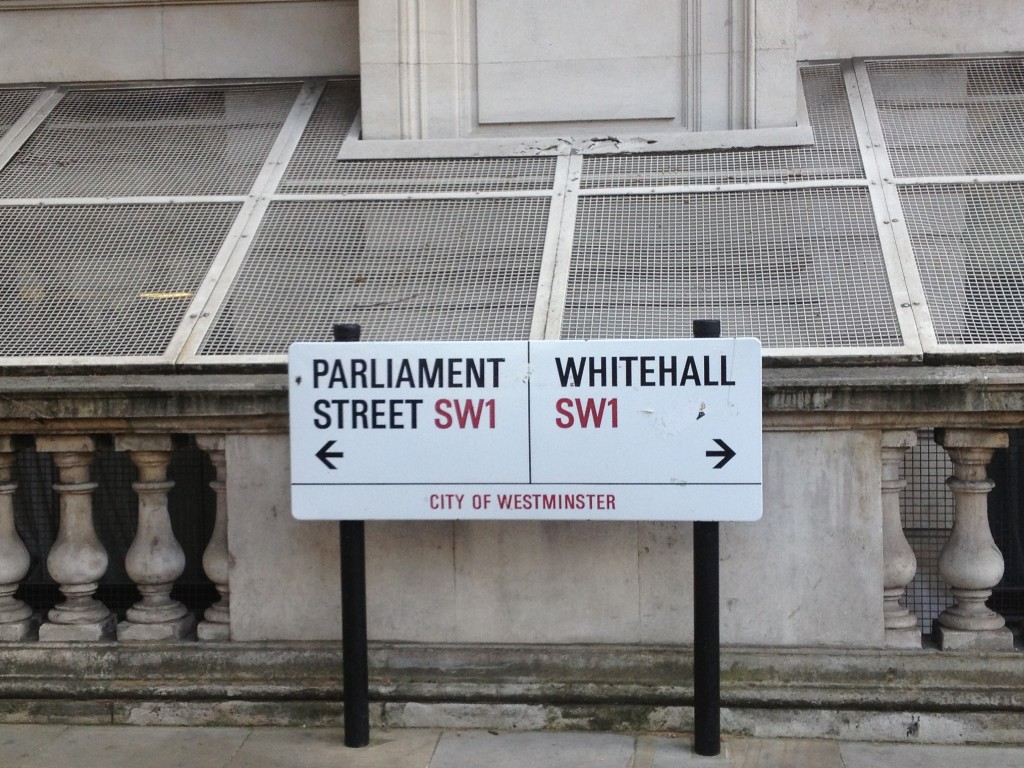 PARLIAMENT
STREET SW1
WHITEHALL
SW1
CITY OF WESTMINSTER